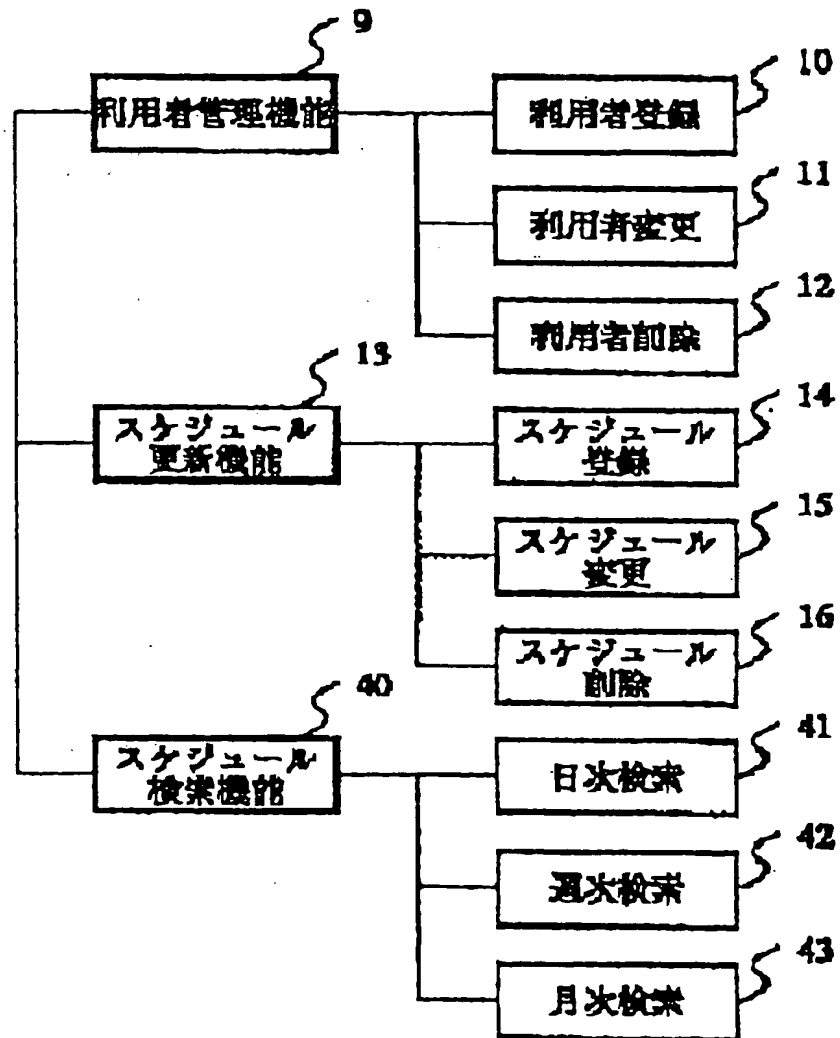 9
利用者管理機能
10
利用者登録
11
利用者変更
12
利用者削除
13
スケジュール
更新機能
14
スケジュール
登録
15
スケジュール
変更
16
スケジュール
削除
40
スケジュール
検索機能
41
日次検索
42
週次検索
43
月次検索